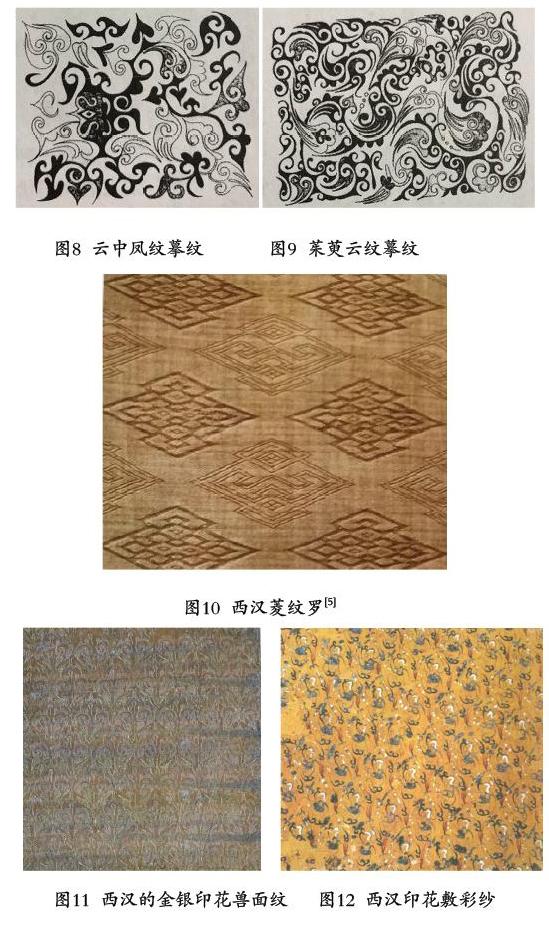 图8 云中凤纹摹纹
图9 茱萸云纹摹纹
图10 西汉菱纹罗[5]
图11 西汉的金银印花兽面纹
图12 西汉印花敷彩纱